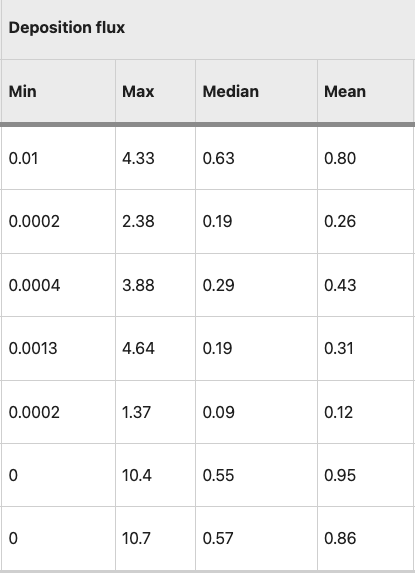 Deposition flux
Min Max Median Mean
0.01 4.33 0.63 0.80
0.0002 2.38 0.19 0.26
0.0004 3.88 0.29 0.43
0.0013 4.64 0.19 0.31
0.0002 1.37 0.09 0.12
0 10.4 0.55 0.95
0 10.7 0.57 0.86